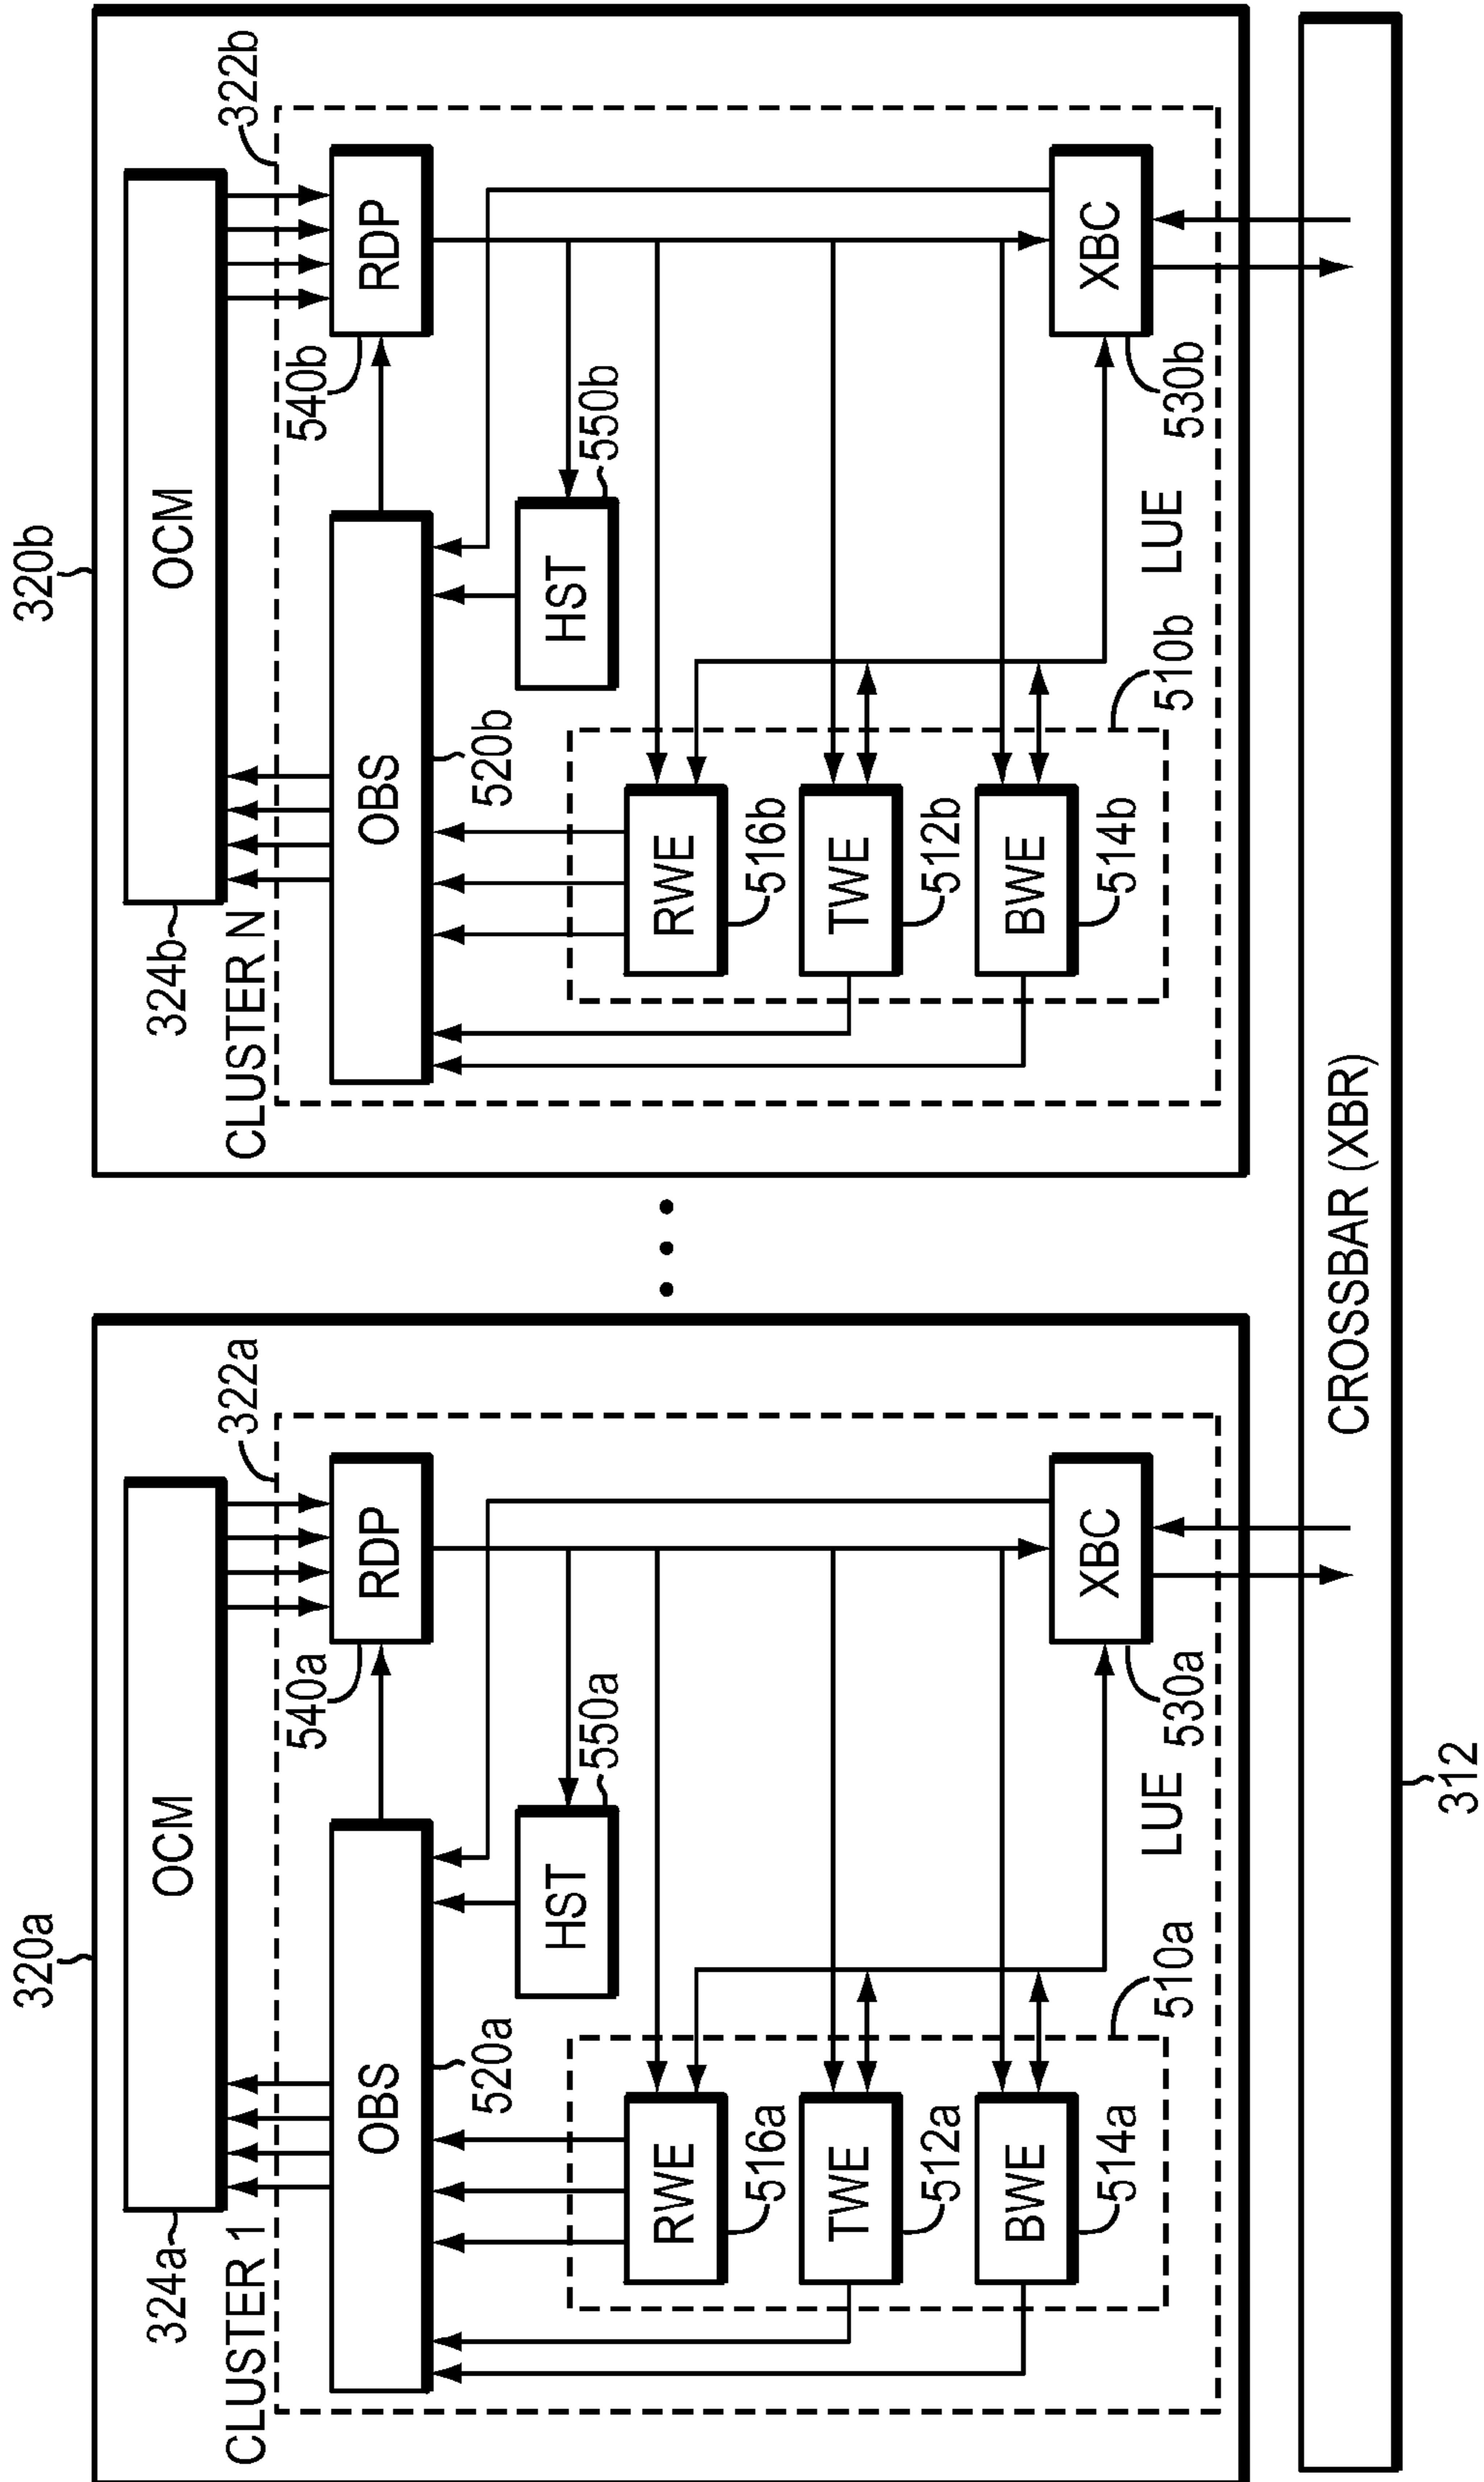 320a
OCM
324a
CLUSTER 1
322a
OBS
520a
540a
RDP
HST
550a
RWE
516a
TWE
512a
BWE
514a
510a
LUE
XBC
530a
320b
OCM
324b
CLUSTER N
322b
OBS
520b
540b
RDP
HST
550b
RWE
516b
TWE
512b
BWE
514b
510b
LUE
XBC
530b
CROSSBAR (XBR)
312